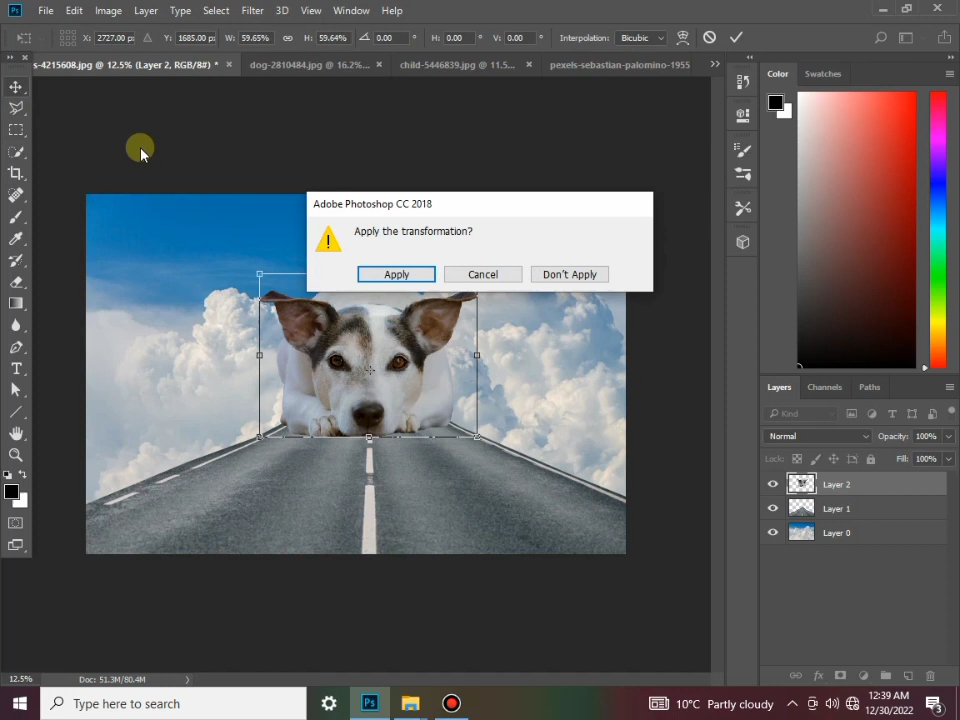 Ps File Edit Image Layer Type Select Filter 3D View Window Help
X: 2727.00 p: Y: 1685.00 p: W: 59.65% H: 59.64% 0.00 ° H: 0.00 ° V: 0.00 ° Interpolation: Bicubic
s-4215608.jpg @ 12.5% (Layer 2, RGB/8#) * × dog-2810484.jpg @ 16.2%... × child-5446839.jpg @ 11.5... × pexels-sebastian-palomino-1955
Color Swatches
Adobe Photoshop CC 2018
Apply the transformation?
Apply Cancel Don't Apply
Layers Channels Paths
Kind
Normal Opacity: 100%
Lock: Fill: 100%
Layer 2
Layer 1
Layer 0
fx
12.5% Doc: 51.3M/80.4M
Type here to search
Ps
10°C Partly cloudy
12:39 AM
12/30/2022
3